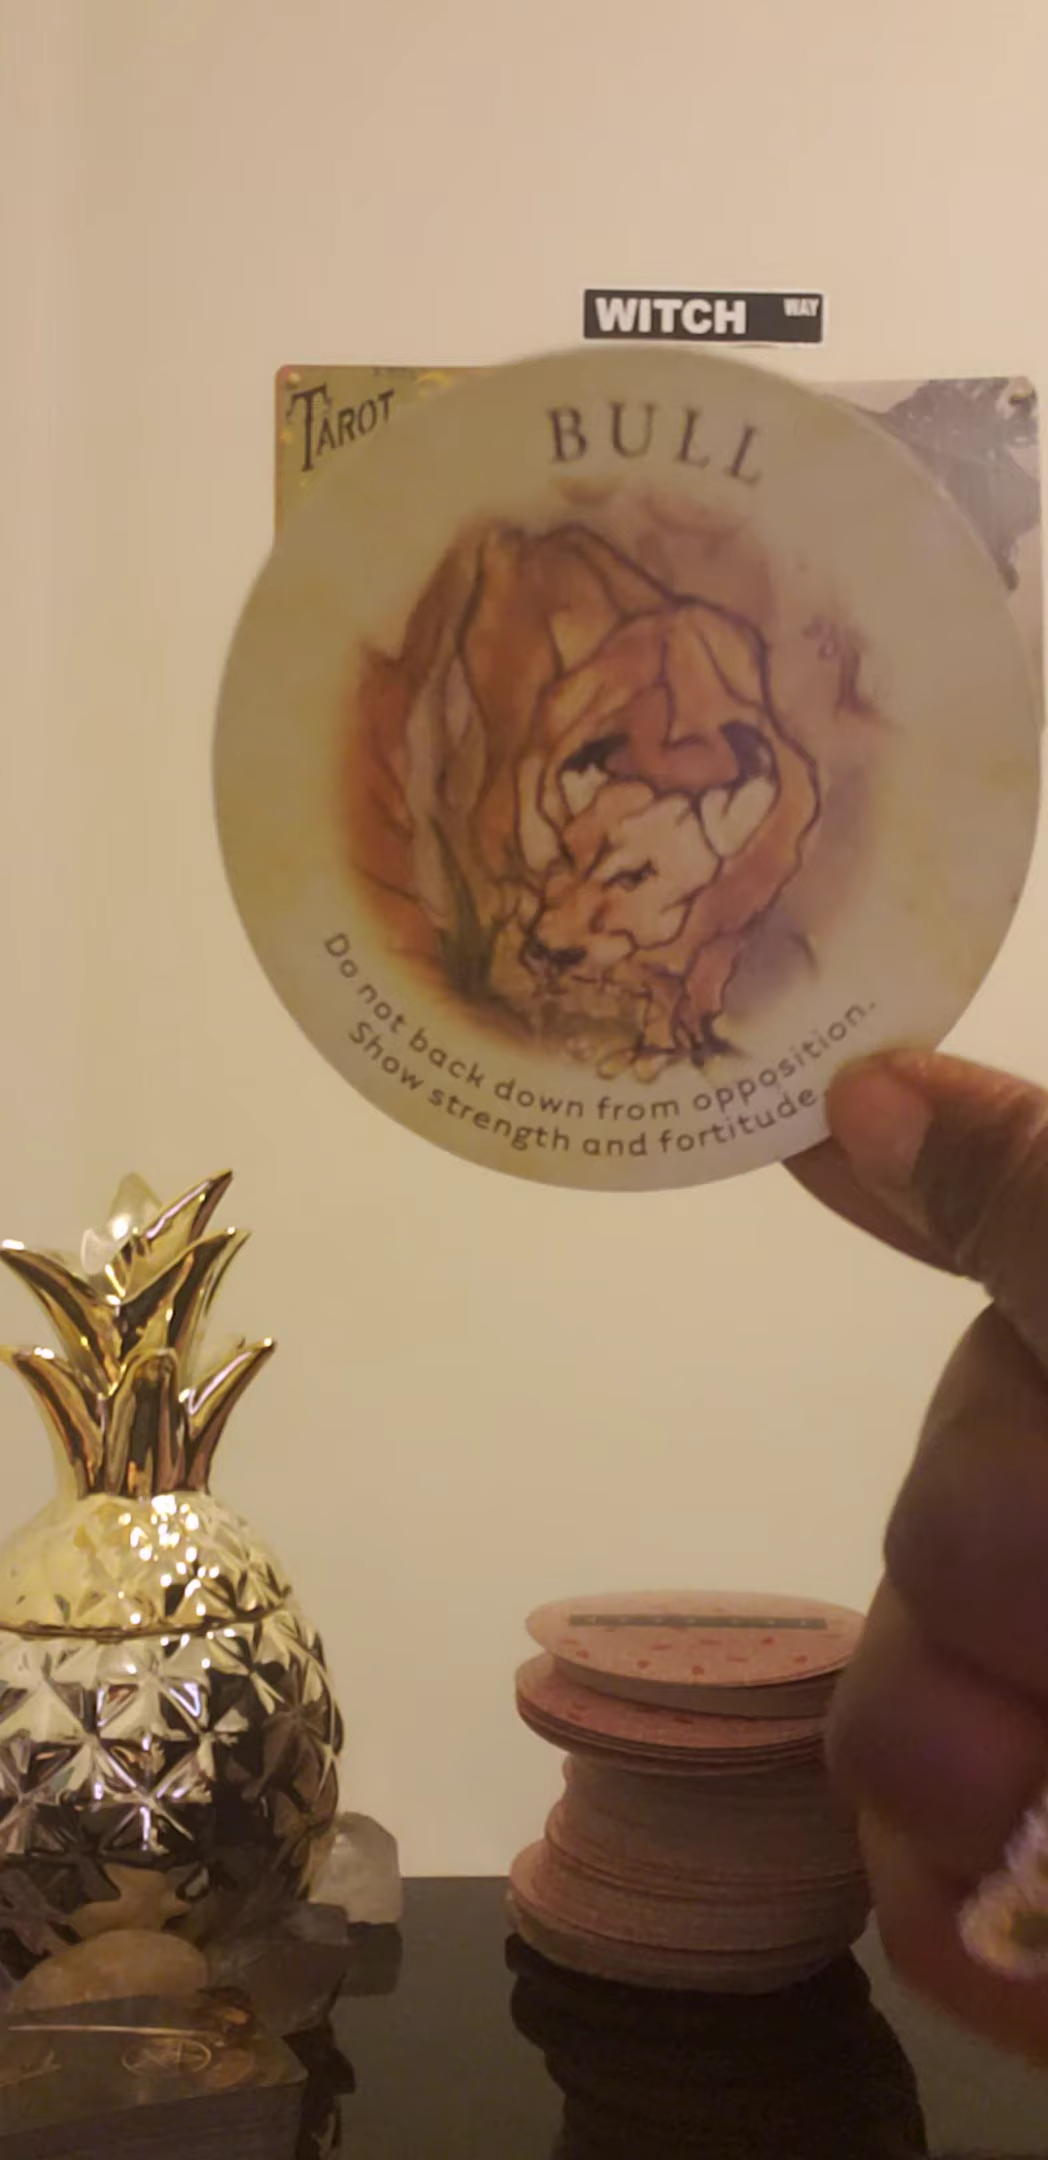 WITCH WAY
TAROT
BULL
Do not back down from opposition.
Show strength and fortitude.